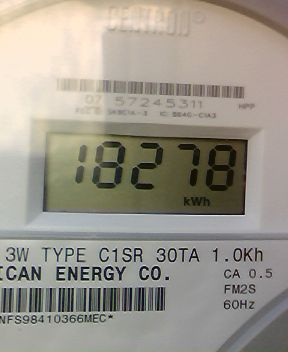 CENTRON®
07 57245311 HPP
18278
kWh
3W TYPE C1SR 30TA 1.0Kh
ICAN ENERGY CO. CA 0.5
FM2S
NFS98410366MEC* 60Hz